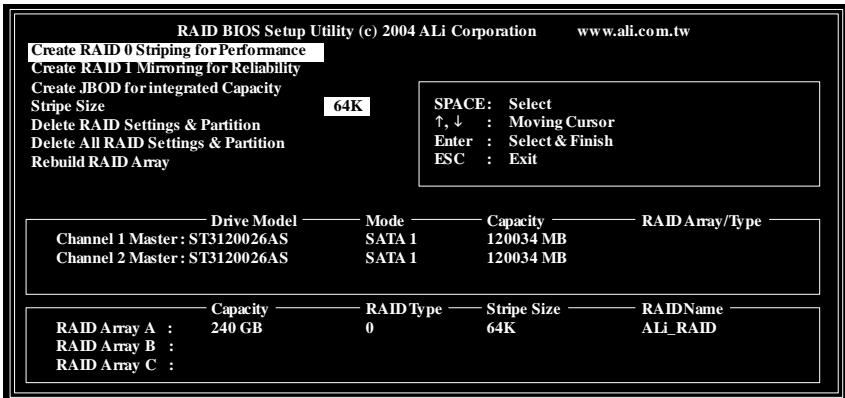 RAID BIOS Setup Utility (c) 2004 ALi Corporation www.ali.com.tw
Create RAID 0 Striping for Performance
Create RAID 1 Mirroring for Reliability
Create JBOD for integrated Capacity
Stripe Size 64K
Delete RAID Settings & Partition
Delete All RAID Settings & Partition
Rebuild RAID Array
SPACE : Select
↑, ↓ : Moving Cursor
Enter : Select & Finish
ESC : Exit
Drive Model Mode Capacity RAID Array/Type
Channel 1 Master : ST3120026AS SATA 1 120034 MB
Channel 2 Master : ST3120026AS SATA 1 120034 MB
Capacity RAID Type Stripe Size RAID Name
RAID Array A : 240 GB 0 64K ALi_RAID
RAID Array B :
RAID Array C :